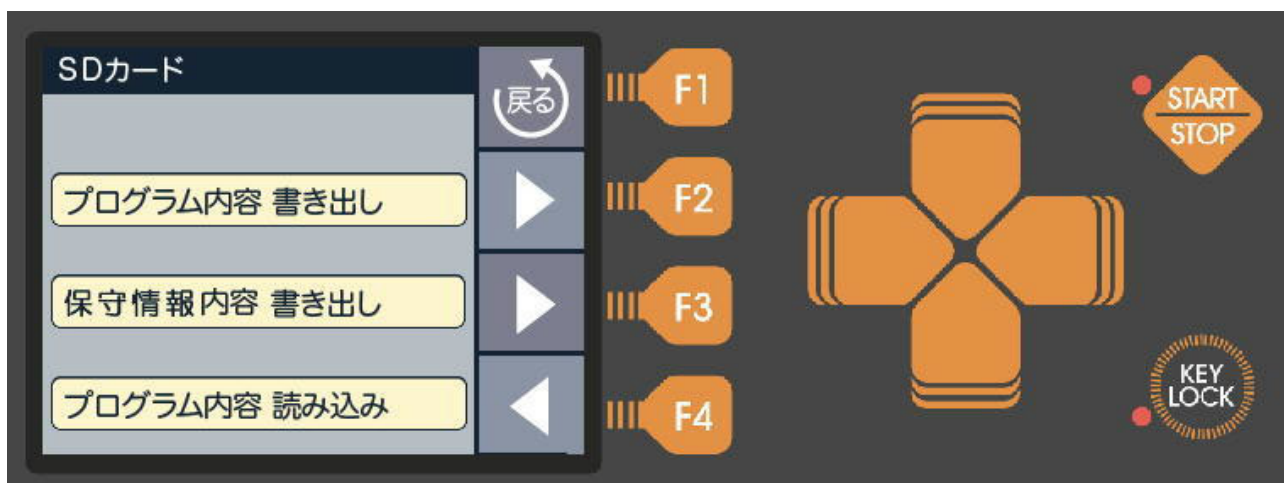 SDカード
戻る
F1
プログラム内容 書き出し
F2
保守情報内容 書き出し
F3
プログラム内容 読み込み
F4
START
STOP
KEY
LOCK